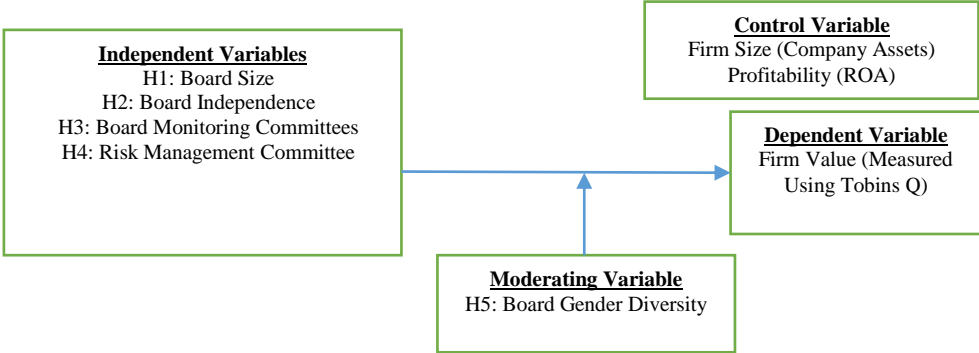 Independent Variables
H1: Board Size
H2: Board Independence
H3: Board Monitoring Committees
H4: Risk Management Committee
Control Variable
Firm Size (Company Assets)
Profitability (ROA)
Dependent Variable
Firm Value (Measured
Using Tobins Q)
Moderating Variable
H5: Board Gender Diversity